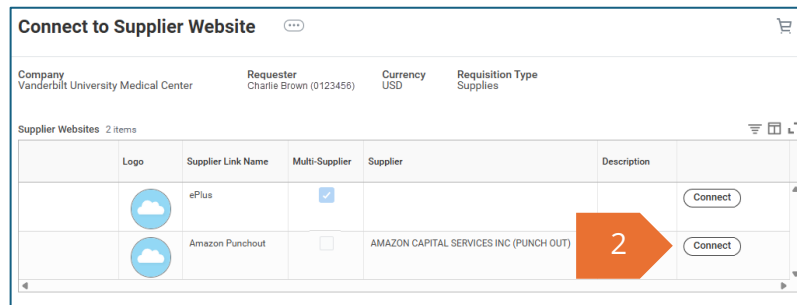 Connect to Supplier Website
Company Requester Currency Requisition Type
Vanderbilt University Medical Center Charlie Brown (0123456) USD Supplies
Supplier Websites 2 items
Logo Supplier Link Name Multi-Supplier Supplier Description
ePlus Connect
Amazon Punchout AMAZON CAPITAL SERVICES INC (PUNCH OUT) 2 Connect